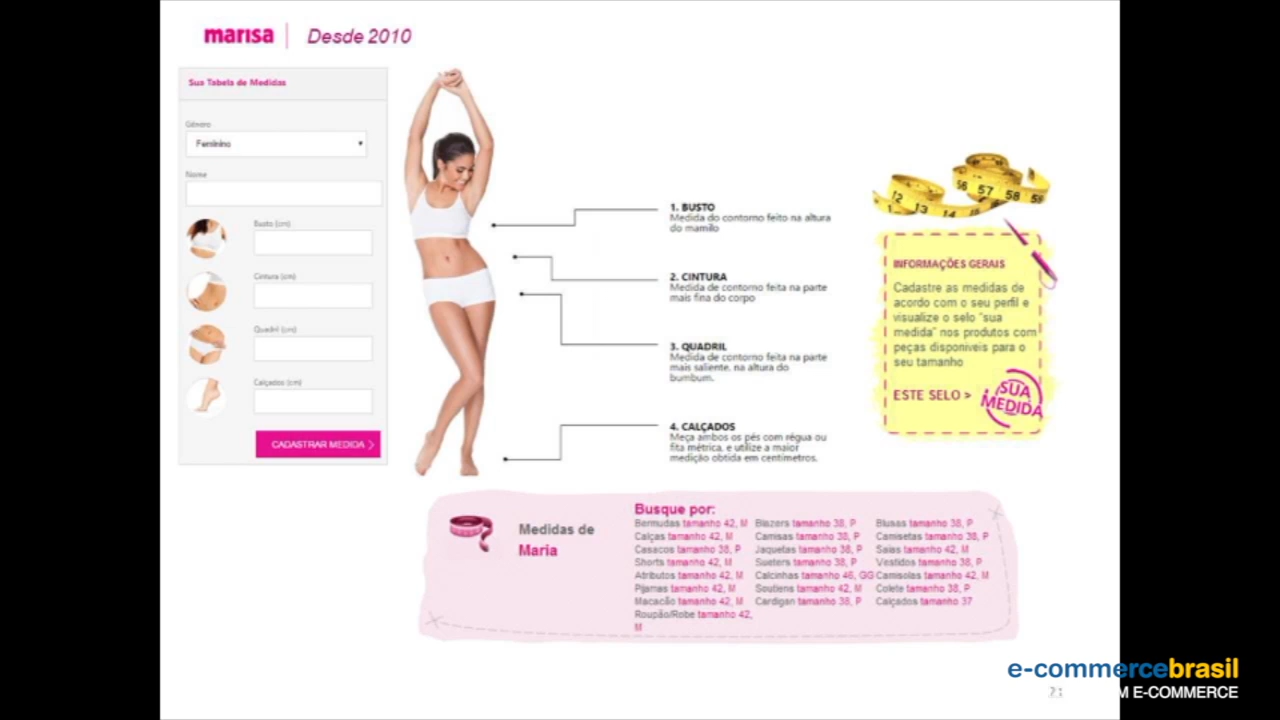 marisa
Desde 2010
Sua Tabela de Medidas
Gênero
Feminino
Nome
Busto (cm)
Cintura (cm)
Quadril (cm)
Calçados (cm)
CADASTRAR MEDIDA
1. BUSTO
Medida do contorno feito na altura
do mamilo
2. CINTURA
Medida de contorno feita na parte
mais fina do corpo
3. QUADRIL
Medida de contorno feita na parte
mais saliente, na altura do
bumbum.
4. CALÇADOS
Meça ambos os pés com régua ou
fita métrica, e utilize a maior
medição obtida em centímetros.
12 13 14
56 57 58 59
INFORMAÇÕES GERAIS
Cadastre as medidas de
acordo com o seu perfil e
visualize o selo "sua
medida" nos produtos com
peças disponíveis para o
seu tamanho
ESTE SELO >
SUA
MEDIDA
Medidas de
Maria
Busque por:
Bermudas tamanho 42, M Blazers tamanho 38, P Blusas tamanho 38, P
Calças tamanho 42, M Camisas tamanho 38, P Camisetas tamanho 38, P
Casacos tamanho 38, P Jaquetas tamanho 38, P Saias tamanho 42, M
Shorts tamanho 42, M Sueters tamanho 38, P Vestidos tamanho 38, P
Atributos tamanho 42, M Calcinhas tamanho 46, GG Camisolas tamanho 42, M
Pijamas tamanho 42, M Soutiens tamanho 42, M Colete tamanho 38, P
Macacão tamanho 42, M Cardigan tamanho 38, P Calçados tamanho 37
Roupão/Robe tamanho 42,
M
e-commercebrasil
M E-COMMERCE